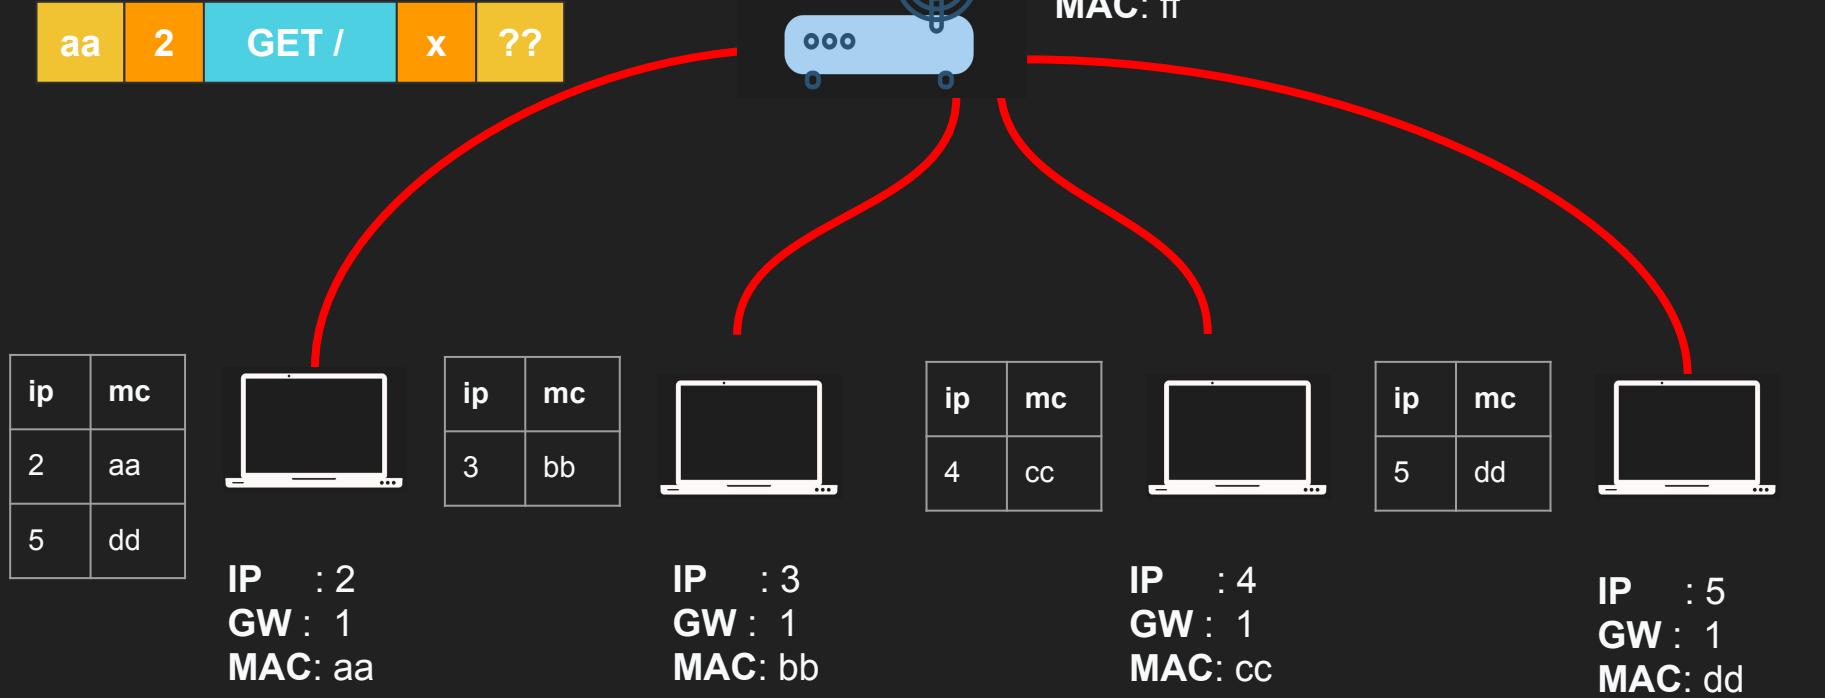 MAC: ff
aa 2 GET / x ??
ip mc
2 aa
5 dd
ip mc
3 bb
ip mc
4 cc
ip mc
5 dd
IP : 2
GW : 1
MAC: aa
IP : 3
GW : 1
MAC: bb
IP : 4
GW : 1
MAC: cc
IP : 5
GW : 1
MAC: dd